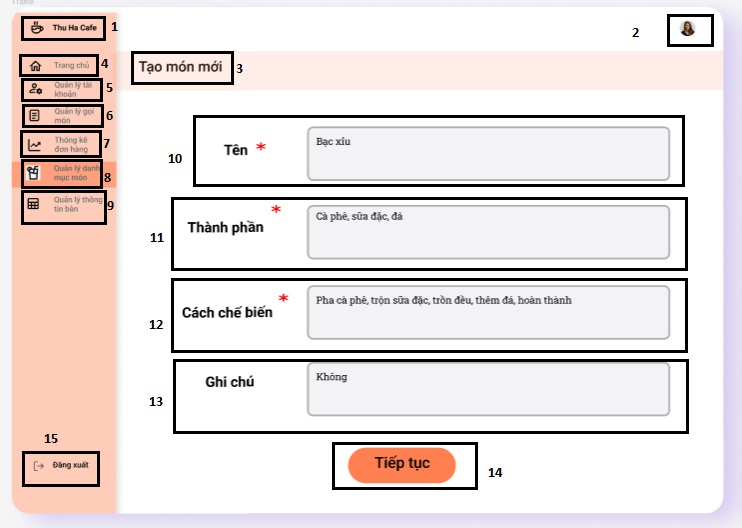 Frame
Thu Ha Cafe
1
2
Trang chủ
4
Tạo món mới
3
Quản lý tài
khoản
5
Quản lý gọi
món
6
Thống kê
đơn hàng
7
Quản lý danh
mục món
8
Quản lý thông
tin bàn
9
10
Tên *
Bạc xỉu
11
Thành phần *
Cà phê, sữa đặc, đá
12
Cách chế biến *
Pha cà phê, trộn sữa đặc, trồn đều, thêm đá, hoàn thành
13
Ghi chú
Không
Tiếp tục
14
15
Đăng xuất